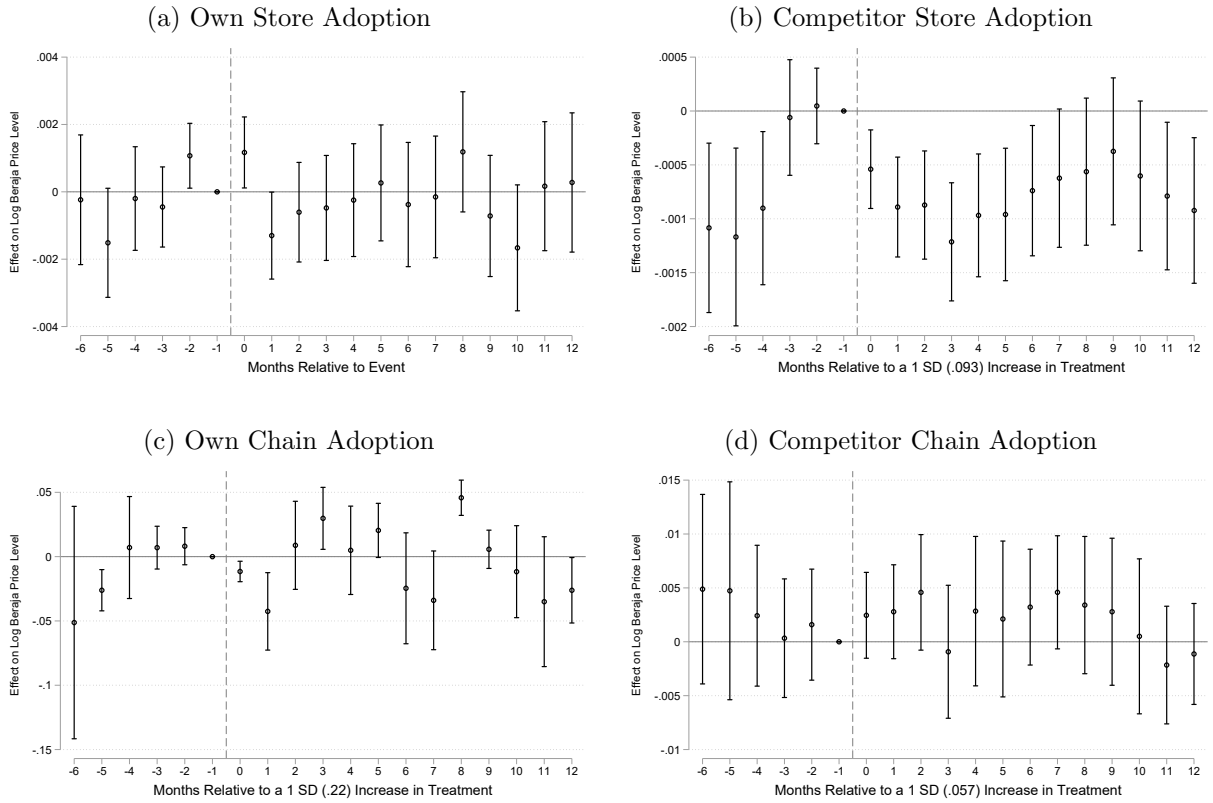 (a) Own Store Adoption
.004
.002
0
-.002
-.004
Effect on Log Beraja Price Level
-6 -5 -4 -3 -2 -1 0 1 2 3 4 5 6 7 8 9 10 11 12
Months Relative to Event
(b) Competitor Store Adoption
.0005
0
-.0005
-.001
-.0015
-.002
Effect on Log Beraja Price Level
-6 -5 -4 -3 -2 -1 0 1 2 3 4 5 6 7 8 9 10 11 12
Months Relative to a 1 SD (.093) Increase in Treatment
(c) Own Chain Adoption
.05
0
-.05
-.1
-.15
Effect on Log Beraja Price Level
-6 -5 -4 -3 -2 -1 0 1 2 3 4 5 6 7 8 9 10 11 12
Months Relative to a 1 SD (.22) Increase in Treatment
(d) Competitor Chain Adoption
.015
.01
.005
0
-.005
-.01
Effect on Log Beraja Price Level
-6 -5 -4 -3 -2 -1 0 1 2 3 4 5 6 7 8 9 10 11 12
Months Relative to a 1 SD (.057) Increase in Treatment